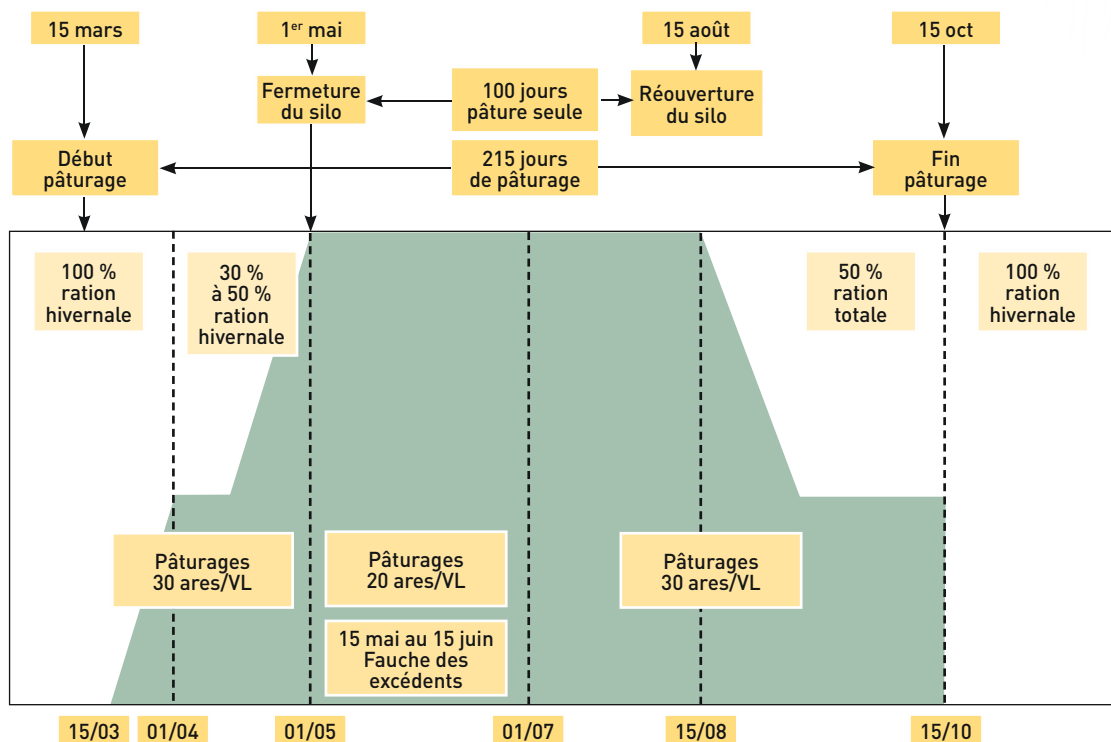 15 mars
1er mai
15 août
15 oct
Fermeture
du silo
100 jours
pâture seule
Réouverture
du silo
Début
pâturage
215 jours
de pâturage
Fin
pâturage
100 %
ration
hivernale
30 %
à 50 %
ration
hivernale
50 %
ration
totale
100 %
ration
hivernale
Pâturages
30 ares/VL
Pâturages
20 ares/VL
Pâturages
30 ares/VL
15 mai au 15 juin
Fauche des
excédents
15/03
01/04
01/05
01/07
15/08
15/10